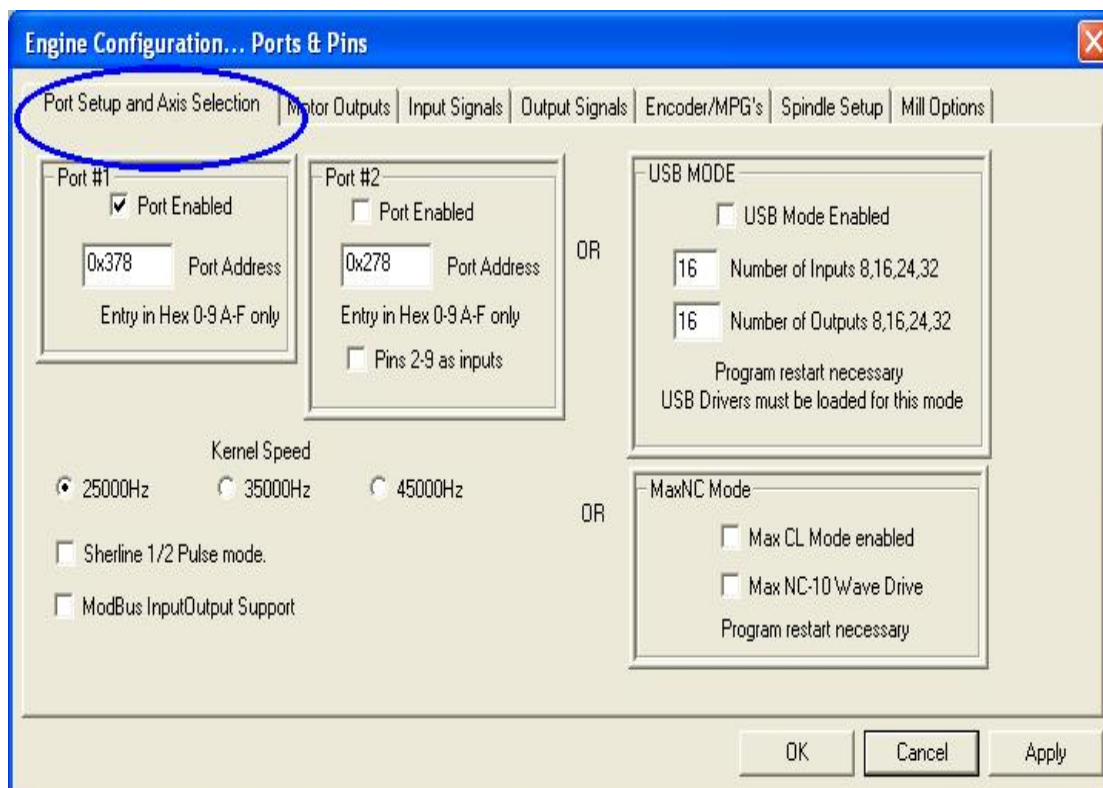 Engine Configuration... Ports & Pins
Port Setup and Axis Selection
Motor Outputs
Input Signals
Output Signals
Encoder/MPG's
Spindle Setup
Mill Options
Port #1
Port Enabled
0x378
Port Address
Entry in Hex 0-9 A-F only
Port #2
Port Enabled
0x278
Port Address
Entry in Hex 0-9 A-F only
Pins 2-9 as inputs
OR
USB MODE
USB Mode Enabled
16
Number of Inputs 8,16,24,32
16
Number of Outputs 8,16,24,32
Program restart necessary
USB Drivers must be loaded for this mode
Kernel Speed
25000Hz
35000Hz
45000Hz
Sherline 1/2 Pulse mode.
ModBus InputOutput Support
OR
MaxNC Mode
Max CL Mode enabled
Max NC-10 Wave Drive
Program restart necessary
OK
Cancel
Apply